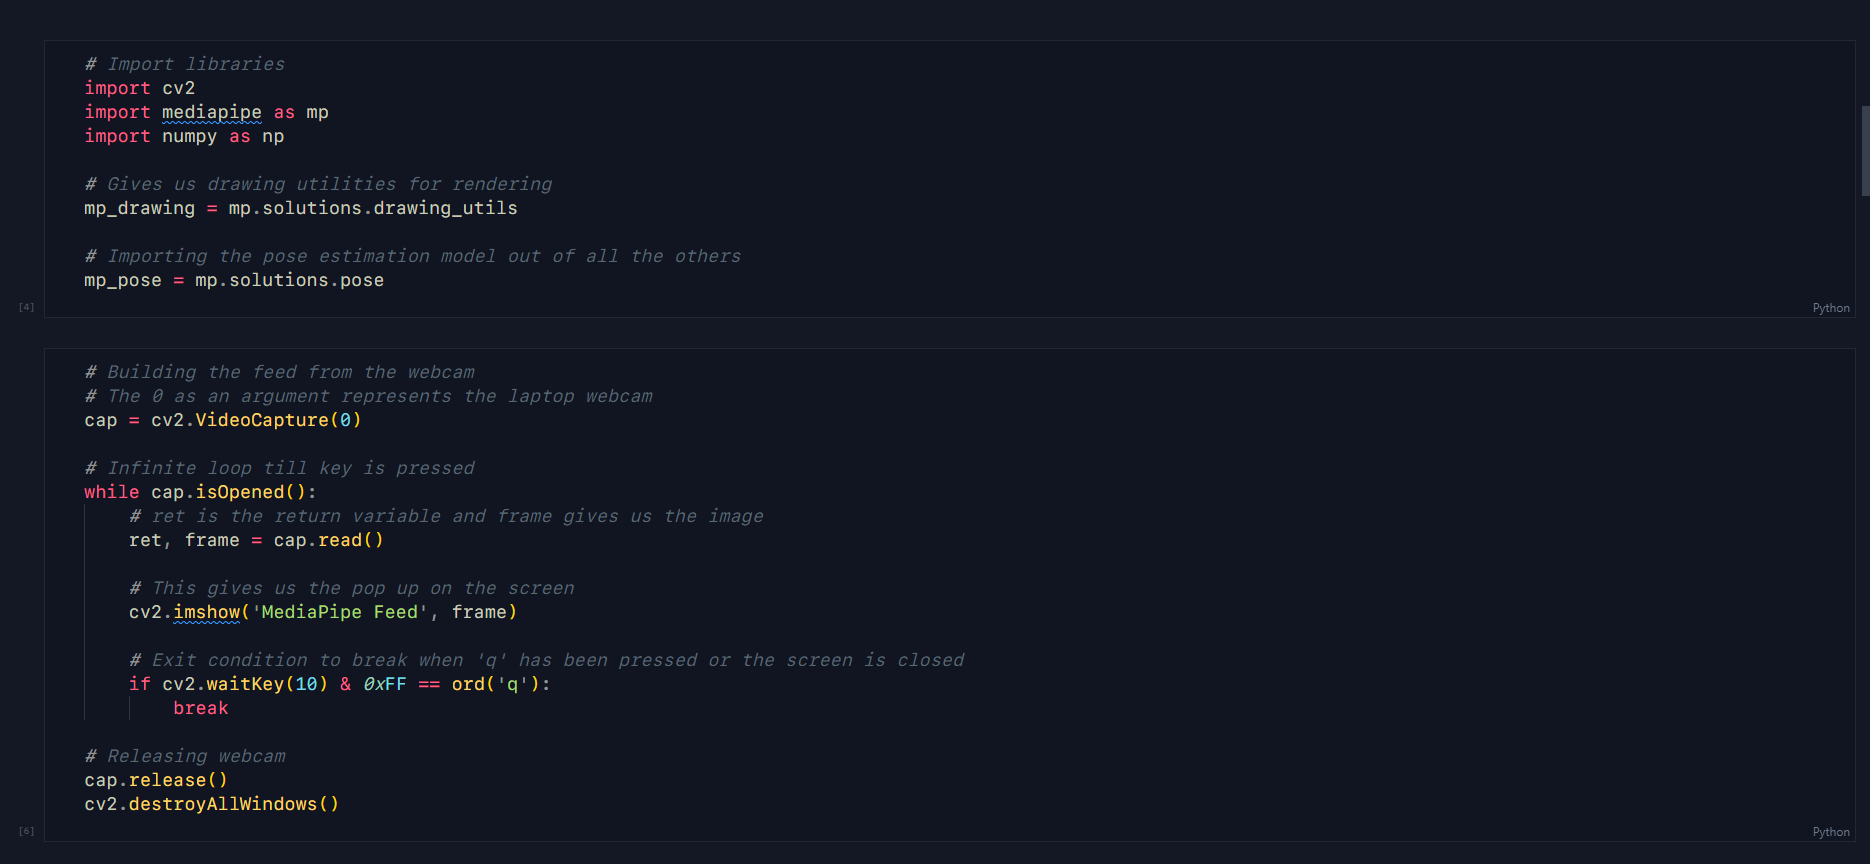 # Import libraries
import cv2
import mediapipe as mp
import numpy as np
# Gives us drawing utilities for rendering
mp_drawing = mp.solutions.drawing_utils
# Importing the pose estimation model out of all the others
mp_pose = mp.solutions.pose
[4]
Python
# Building the feed from the webcam
# The 0 as an argument represents the laptop webcam
cap = cv2.VideoCapture(0)
# Infinite loop till key is pressed
while cap.isOpened():
# ret is the return variable and frame gives us the image
ret, frame = cap.read()
# This gives us the pop up on the screen
cv2.imshow('MediaPipe Feed', frame)
# Exit condition to break when 'q' has been pressed or the screen is closed
if cv2.waitKey(10) & 0xFF == ord('q'):
break
# Releasing webcam
cap.release()
cv2.destroyAllWindows()
[6]
Python